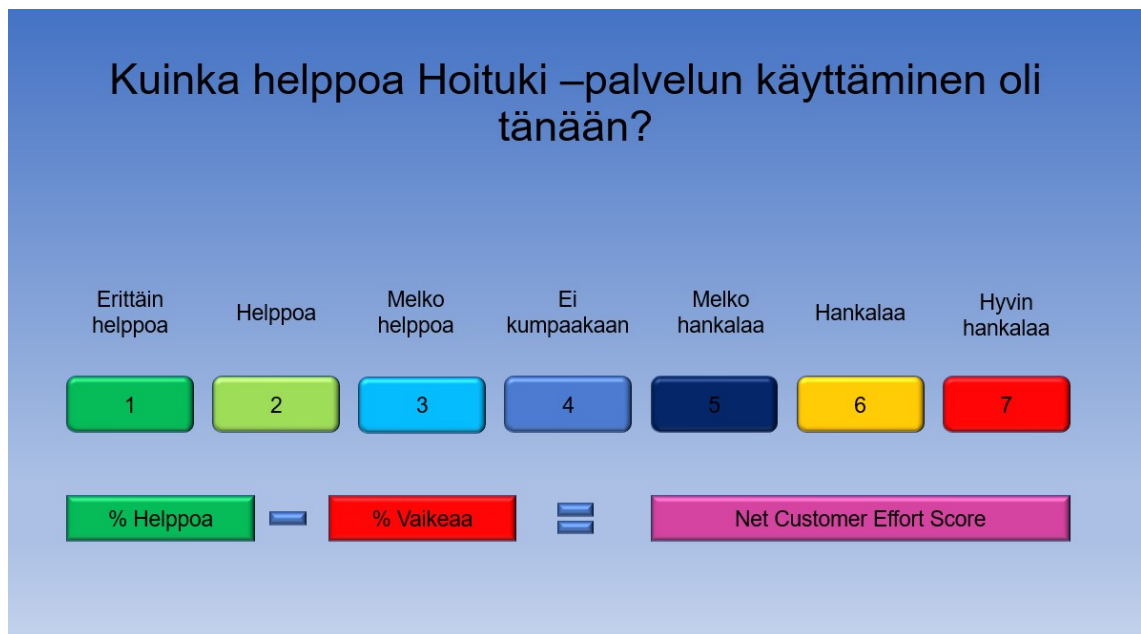 Kuinka helppoa Hoituki –palvelun käyttäminen oli
tänään?
Erittäin
helppoa
Helppoa
Melko
helppoa
Ei
kumpaakaan
Melko
hankalaa
Hankalaa
Hyvin
hankalaa
1 2 3 4 5 6 7
% Helppoa % Vaikeaa Net Customer Effort Score